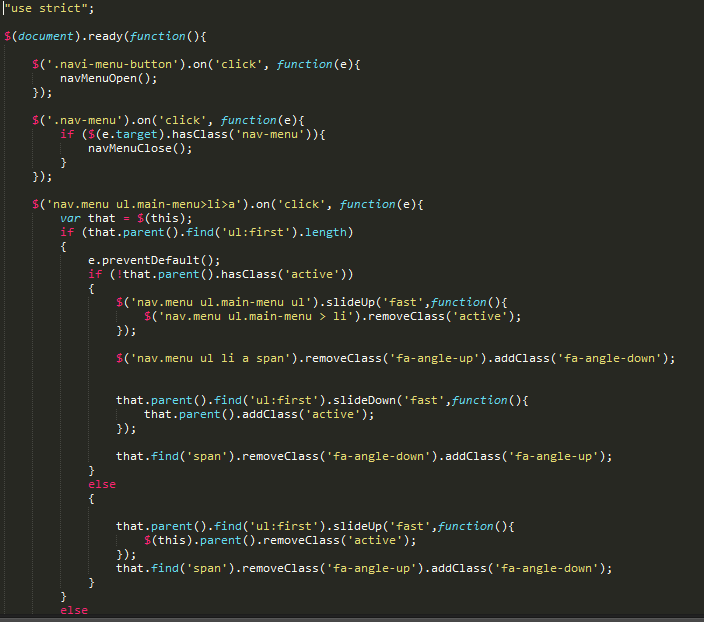 "use strict";
$(document).ready(function(){
$('.navi-menu-button').on('click', function(e){
navMenuOpen();
});
$('.nav-menu').on('click', function(e){
if ($(e.target).hasClass('nav-menu')){
navMenuClose();
}
});
$('nav.menu ul.main-menu>li>a').on('click', function(e){
var that = $(this);
if (that.parent().find('ul:first').length)
{
e.preventDefault();
if (!that.parent().hasClass('active'))
{
$('nav.menu ul.main-menu ul').slideUp('fast',function(){
$('nav.menu ul.main-menu > li').removeClass('active');
});
$('nav.menu ul li a span').removeClass('fa-angle-up').addClass('fa-angle-down');
that.parent().find('ul:first').slideDown('fast',function(){
that.parent().addClass('active');
});
that.find('span').removeClass('fa-angle-down').addClass('fa-angle-up');
}
else
{
that.parent().find('ul:first').slideUp('fast',function(){
$(this).parent().removeClass('active');
});
that.find('span').removeClass('fa-angle-up').addClass('fa-angle-down');
}
}
else